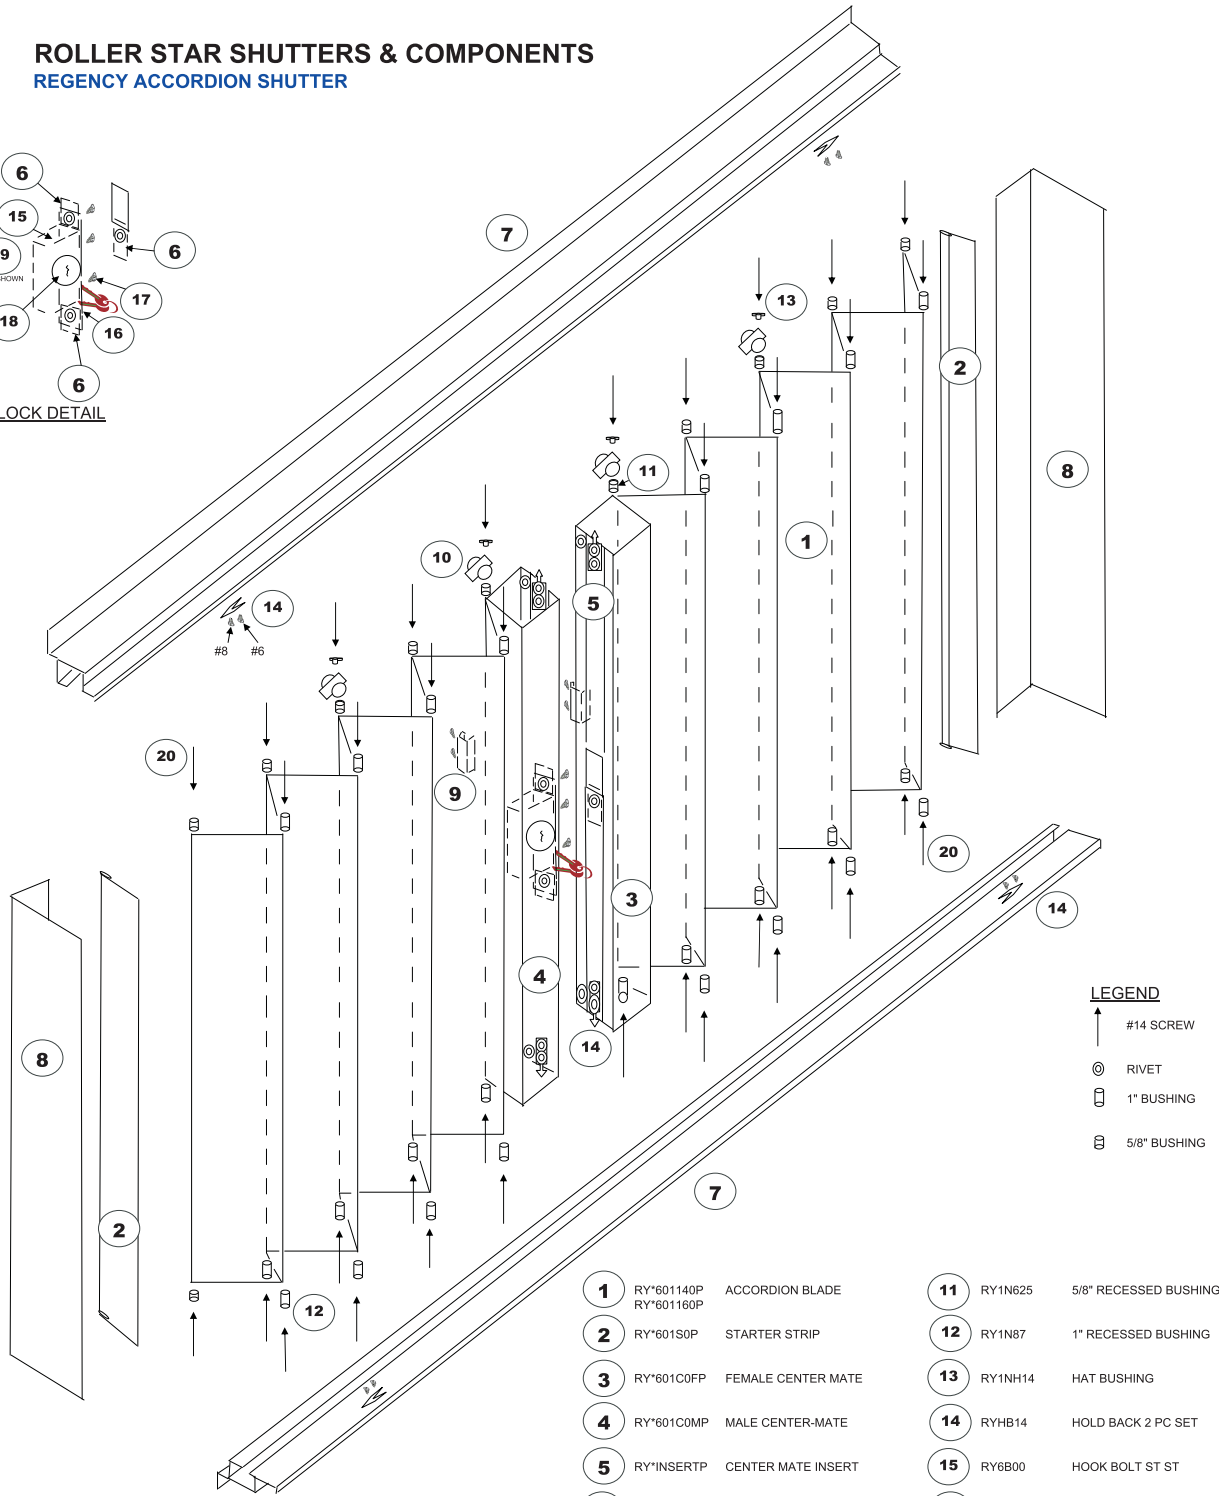 ROLLER STAR SHUTTERS & COMPONENTS
REGENCY ACCORDION SHUTTER
6
15
9
HOWN
18
6
17
16
6
LOCK DETAIL
7
13
2
8
11
1
10
5
14
#8
#6
20
9
3
4
14
20
14
8
2
12
7
LEGEND
#14 SCREW
RIVET
1" BUSHING
5/8" BUSHING
1 RY*601140P ACCORDION BLADE
RY*601160P
2 RY*601S0P STARTER STRIP
3 RY*601C0FP FEMALE CENTER MATE
4 RY*601C0MP MALE CENTER-MATE
5 RY*INSERTP CENTER MATE INSERT
11 RY1N625 5/8" RECESSED BUSHING
12 RY1N87 1" RECESSED BUSHING
13 RY1NH14 HAT BUSHING
14 RYHB14 HOLD BACK 2 PC SET
15 RY6B00 HOOK BOLT ST ST